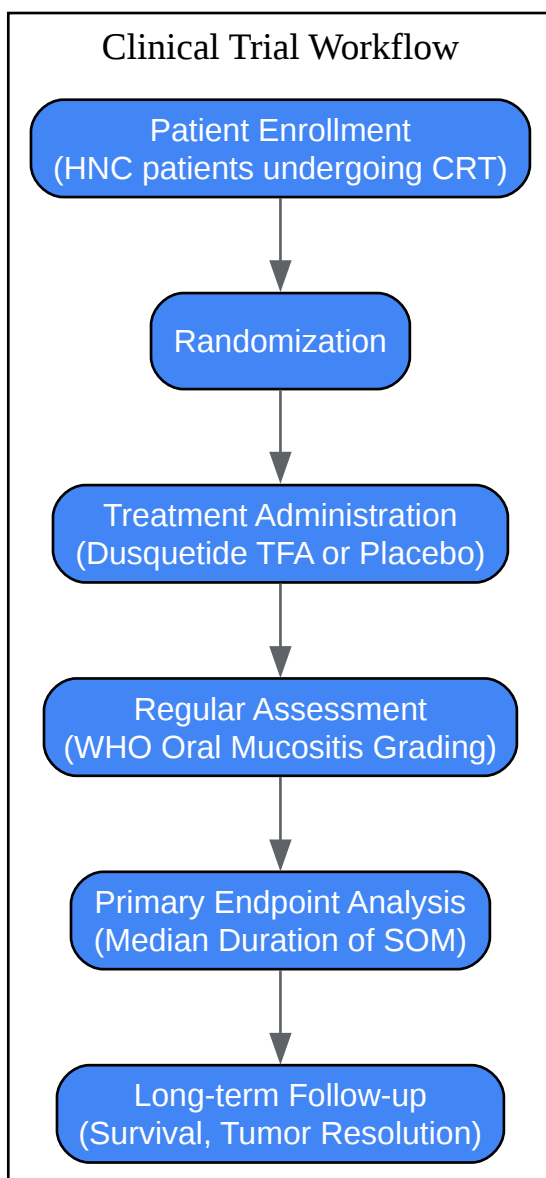 Clinical Trial Workflow
Patient Enrollment
(HNC patients undergoing CRT)
Randomization
Treatment Administration
(Dusquetide TFA or Placebo)
Regular Assessment
(WHO Oral Mucositis Grading)
Primary Endpoint Analysis
(Median Duration of SOM)
Long-term Follow-up
(Survival, Tumor Resolution)